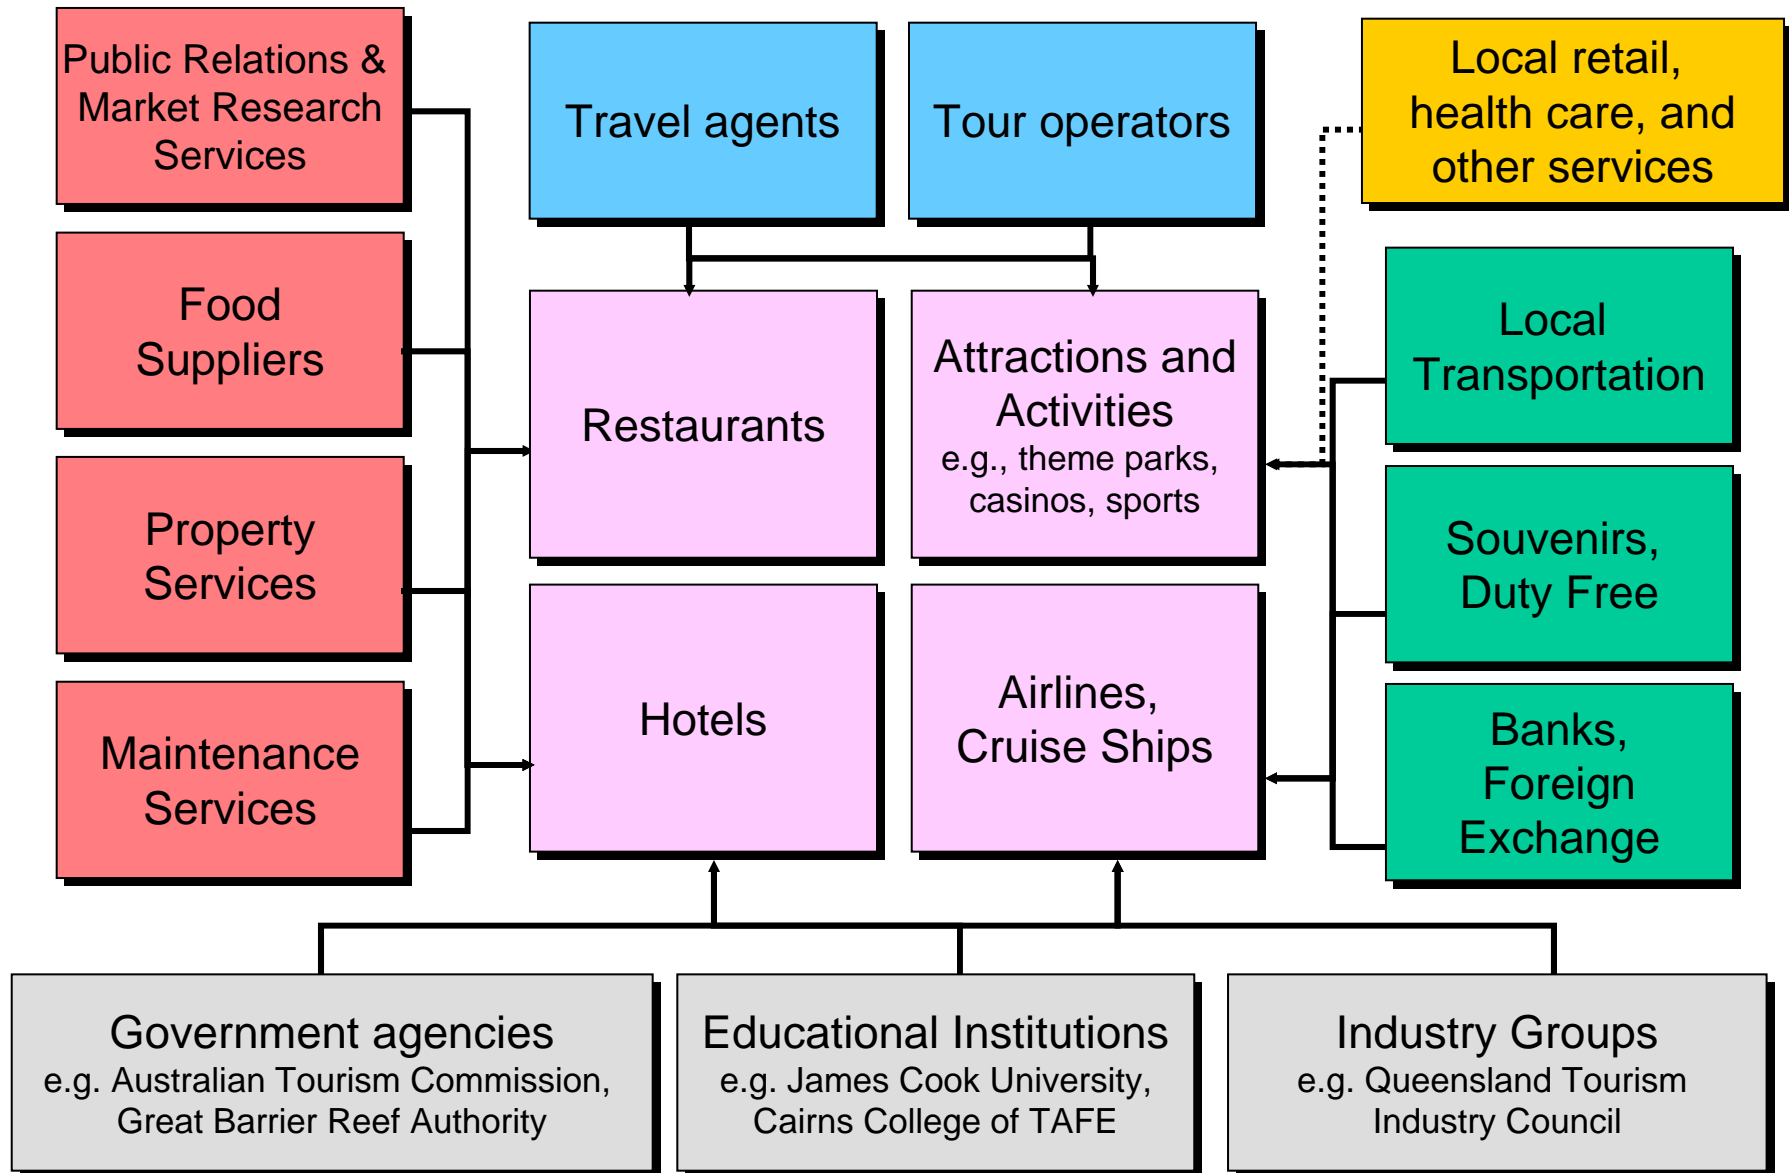 Public Relations &
Market Research
Services
Travel agents
Tour operators
Local retail,
health care, and
other services
Food
Suppliers
Restaurants
Attractions and
Activities
e.g., theme parks,
casinos, sports
Local
Transportation
Property
Services
Souvenirs,
Duty Free
Maintenance
Services
Hotels
Airlines,
Cruise Ships
Banks,
Foreign
Exchange
Government agencies
e.g. Australian Tourism Commission,
Great Barrier Reef Authority
Educational Institutions
e.g. James Cook University,
Cairns College of TAFE
Industry Groups
e.g. Queensland Tourism
Industry Council